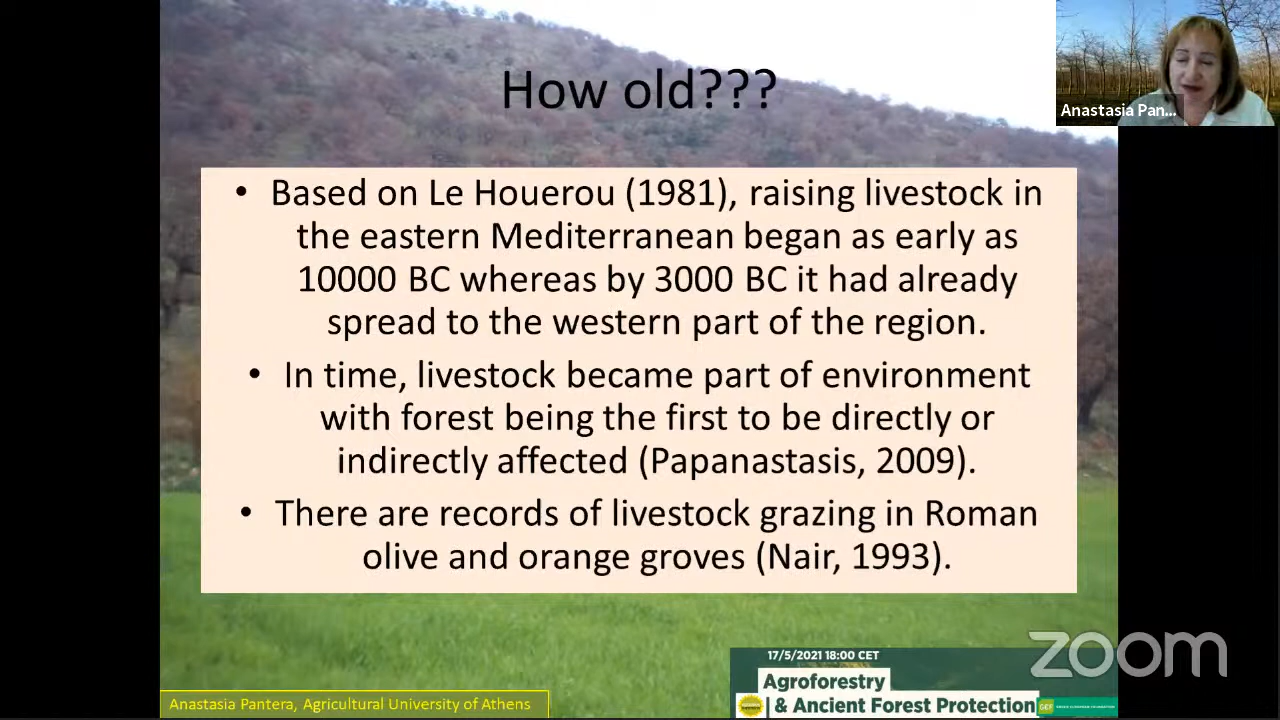 How old???
Anastasia Pan...
• Based on Le Houerou (1981), raising livestock in
the eastern Mediterranean began as early as
10000 BC whereas by 3000 BC it had already
spread to the western part of the region.
• In time, livestock became part of environment
with forest being the first to be directly or
indirectly affected (Papanastasis, 2009).
• There are records of livestock grazing in Roman
olive and orange groves (Nair, 1993).
zoom
17/5/2021 18:00 CET
Agroforestry
& Ancient Forest Protection
GEF GREEN EUROPEAN FOUNDATION
Anastasia Pantera, Agricultural University of Athens